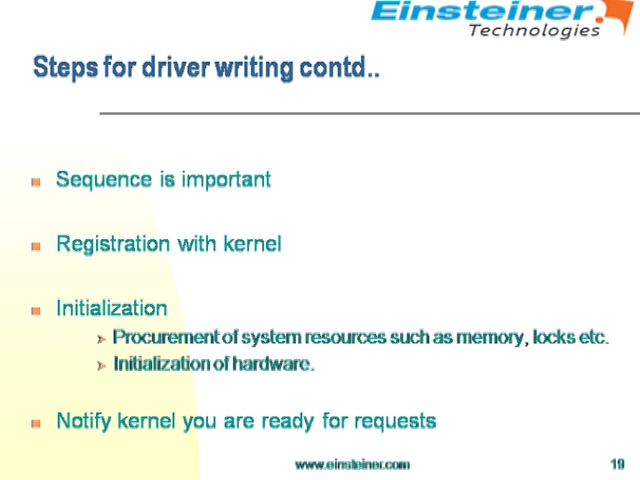 Einsteiner
Technologies
Steps for driver writing contd..
Sequence is important
Registration with kernel
Initialization
Procurement of system resources such as memory, locks etc.
Initialization of hardware.
Notify kernel you are ready for requests
www.einsteiner.com
19